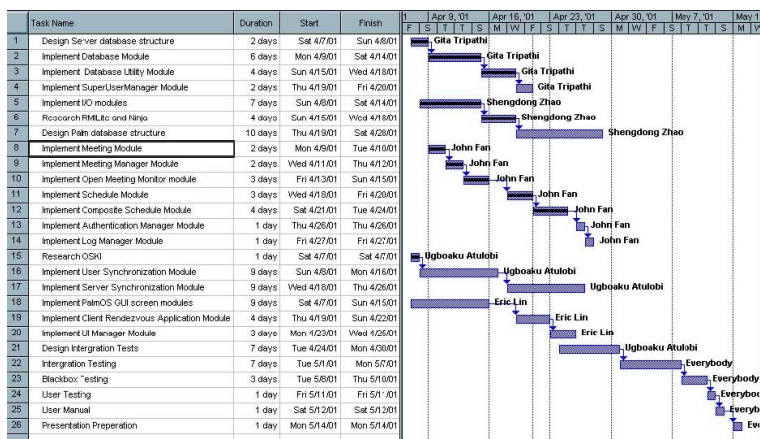 Task Name Duration Start Finish 1 Apr 9, '01 Apr 16, '01 Apr 23, '01 Apr 30, '01 May 7, '01 May 1
F S T T S M W F S T T S M W F S T T S M W
1 Design Server database structure 2 days Sat 4/7/01 Sun 4/8/01 Gita Tripathi
2 Implement Database Module 6 days Mon 4/9/01 Sat 4/14/01 Gita Tripathi
3 Implement Database Utility Module 4 days Sun 4/15/01 Wed 4/18/01 Gita Tripathi
4 Implement SuperUserManager Module 2 days Thu 4/19/01 Fri 4/20/01 Gita Tripathi
5 Implement I/O modules 7 days Sun 4/8/01 Sat 4/14/01 Shengdong Zhao
6 Research RMILite and Ninja 4 days Sun 4/15/01 Wed 4/18/01 Shengdong Zhao
7 Design Palm database structure 10 days Thu 4/19/01 Sat 4/28/01 Shengdong Zhao
8 Implement Meeting Module 2 days Mon 4/9/01 Tue 4/10/01 John Fan
9 Implement Meeting Manager Module 2 days Wed 4/11/01 Thu 4/12/01 John Fan
10 Implement Open Meeting Monitor module 3 days Fri 4/13/01 Sun 4/15/01 John Fan
11 Implement Schedule Module 3 days Wed 4/18/01 Fri 4/20/01 John Fan
12 Implement Composite Schedule Module 4 days Sat 4/21/01 Tue 4/24/01 John Fan
13 Implement Authentication Manager Module 1 day Thu 4/26/01 Thu 4/26/01 John Fan
14 Implement Log Manager Module 1 day Fri 4/27/01 Fri 4/27/01 John Fan
15 Research OSKI 1 day Sat 4/7/01 Sat 4/7/01 Ugboaku Atulobi
16 Implement User Synchronization Module 9 days Sun 4/8/01 Mon 4/16/01 Ugboaku Atulobi
17 Implement Server Synchronization Module 9 days Wed 4/18/01 Thu 4/26/01 Ugboaku Atulobi
18 Implement PalmOS GUI screen modules 9 days Sat 4/7/01 Sun 4/15/01 Eric Lin
19 Implement Client Rendezvous Application Module 4 days Thu 4/19/01 Sun 4/22/01 Eric Lin
20 Implement UI Manager Module 3 days Mon 4/23/01 Wed 4/25/01 Eric Lin
21 Design Intergration Tests 7 days Tue 4/24/01 Mon 4/30/01 Ugboaku Atulobi
22 Intergration Testing 7 days Tue 5/1/01 Mon 5/7/01 Everybody
23 Blackbox Testing 3 days Tue 5/8/01 Thu 5/10/01 Everybody
24 User Testing 1 day Fri 5/11/01 Fri 5/11/01 Everyboc
25 User Manual 1 day Sat 5/12/01 Sat 5/12/01 Everyb
26 Presentation Preperation 1 day Mon 5/14/01 Mon 5/14/01 Eve